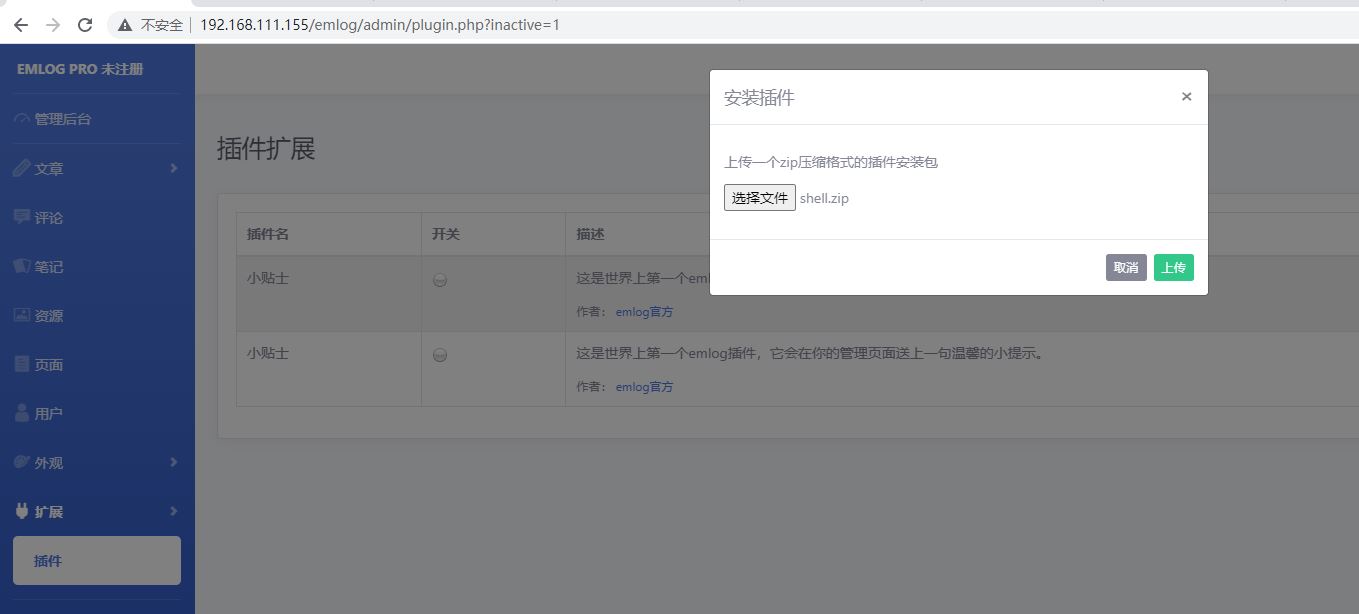 不安全 192.168.111.155/emlog/admin/plugin.php?inactive=1
EMLOG PRO 未注册
管理后台
文章
评论
笔记
资源
页面
用户
外观
扩展
插件
插件扩展
插件名 开关 描述
小贴士 这是世界上第一个eml
作者： emlog官方
小贴士 这是世界上第一个emlog插件，它会在你的管理页面送上一句温馨的小提示。
作者： emlog官方
安装插件 ×
上传一个zip压缩格式的插件安装包
选择文件 shell.zip
取消 上传